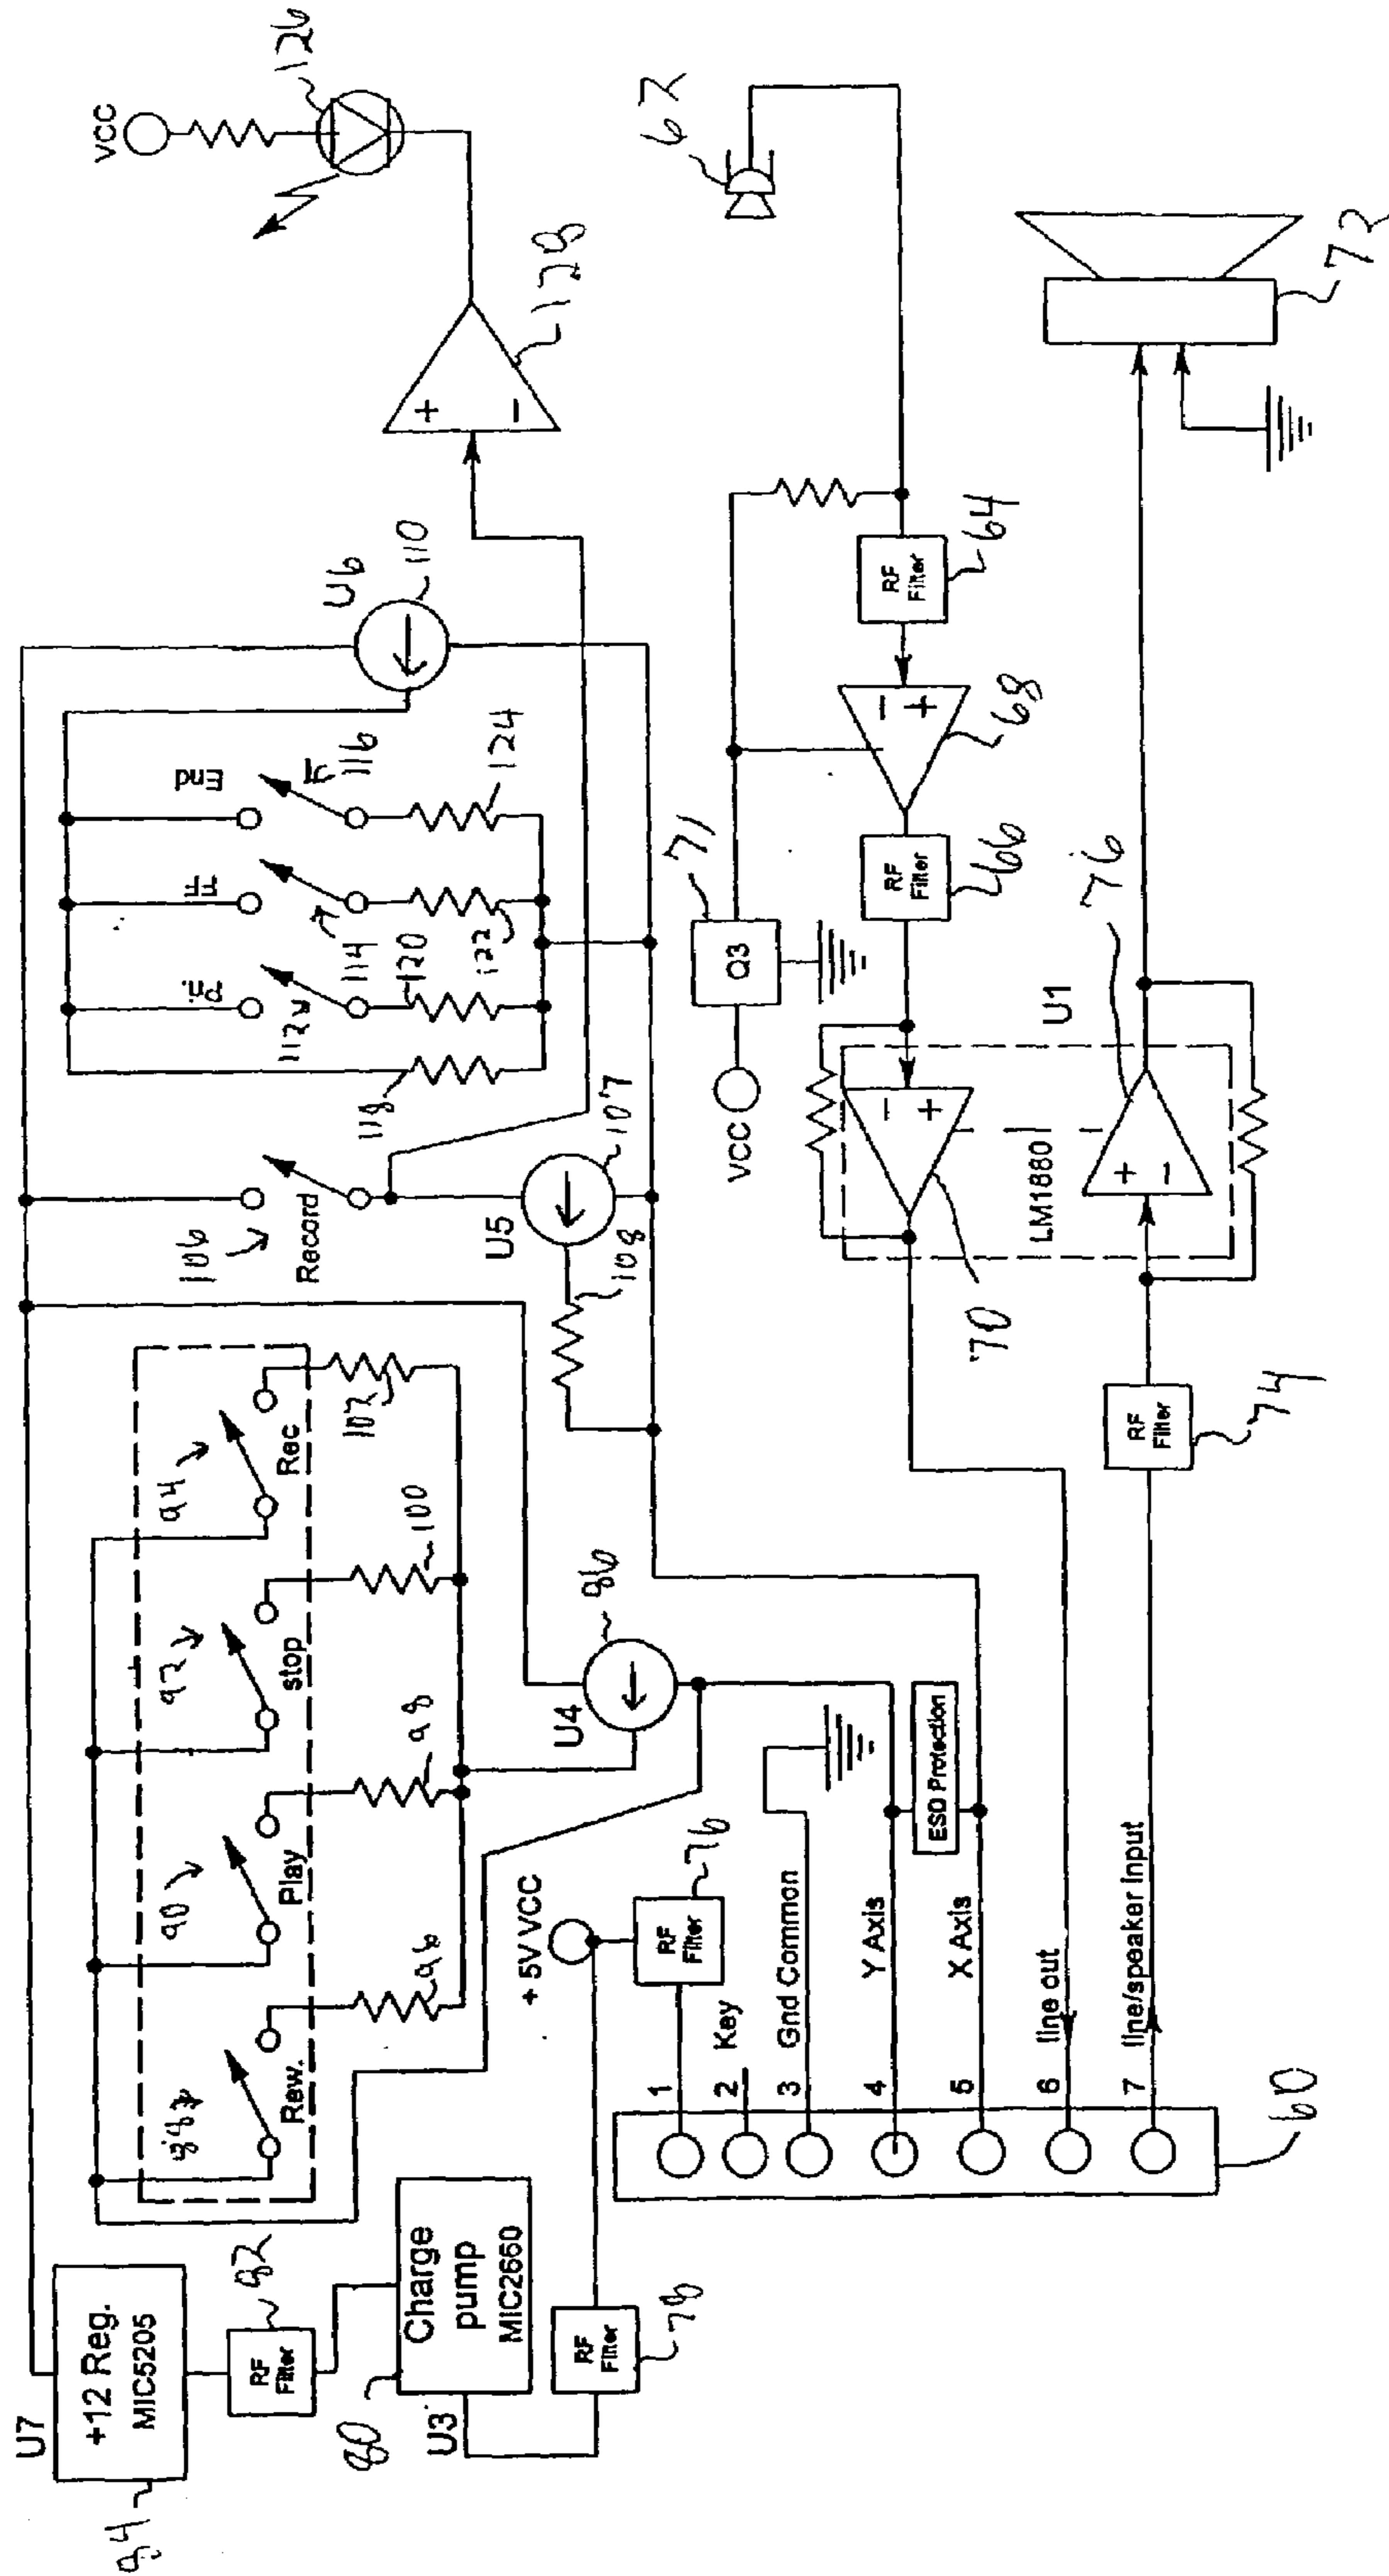 U7
+12 Reg.
MIC5205
84
RF
Filter
82
Charge
pump
MIC2660
80
U3
RF
Filter
78
88
Rew.
90
Play
92
stop
94
Rec
96
98
100
102
+5V VCC
RF
Filter
76
U4
86
1
2 Key
3 Gnd Common
4 Y Axis
5 X Axis
6 line out
7 line/speaker Input
60
ESD Protection
106
Record
U5
107
108
118
Pri.
112
120
FF
114
122
End
116
124
U6
110
+
-
128
VCC
126
62
RF
Filter
64
-
+
68
RF
Filter
66
71
Q3
VCC
-
+
70
LM1880
U1
+
-
76
RF
Filter
74
72